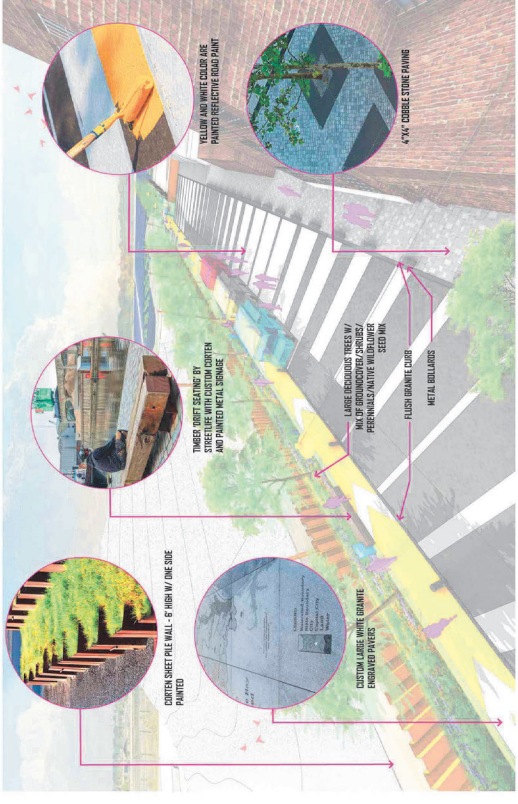 CORTEN SHEET PILE WALL - 6' HIGH W/ ONE SIDE
PAINTED
TIMBER 'DRIFT SEATING' BY
STREETLIFE WITH CUSTOM CORTEN
AND PAINTED METAL SIGNAGE
YELLOW AND WHITE COLOR ARE
PAINTED REFLECTIVE ROAD PAINT
CUSTOM LARGE WHITE GRANITE
ENGRAVED PAVERS
LARGE DECIDUOUS TREES W/
MIX OF GROUNDCOVER/SHRUBS/
PERENNIALS/NATIVE WILDFLOWER
SEED MIX
FLUSH GRANITE CURB
METAL BOLLARDS
4"X4" COBBLE STONE PAVING